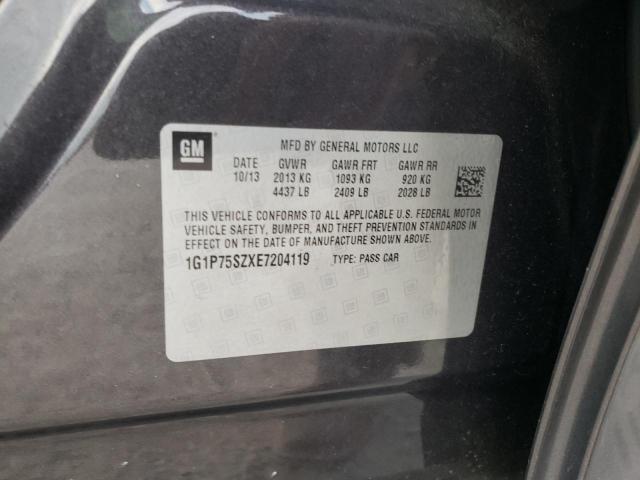 GM
MFD BY GENERAL MOTORS LLC
DATE GVWR GAWR FRT GAWR RR
10/13 2013 KG 1093 KG 920 KG
4437 LB 2409 LB 2028 LB
THIS VEHICLE CONFORMS TO ALL APPLICABLE U.S. FEDERAL MOTOR
VEHICLE SAFETY, BUMPER, AND THEFT PREVENTION STANDARDS
IN EFFECT ON THE DATE OF MANUFACTURE SHOWN ABOVE.
1G1P75SZXE7204119 TYPE: PASS CAR